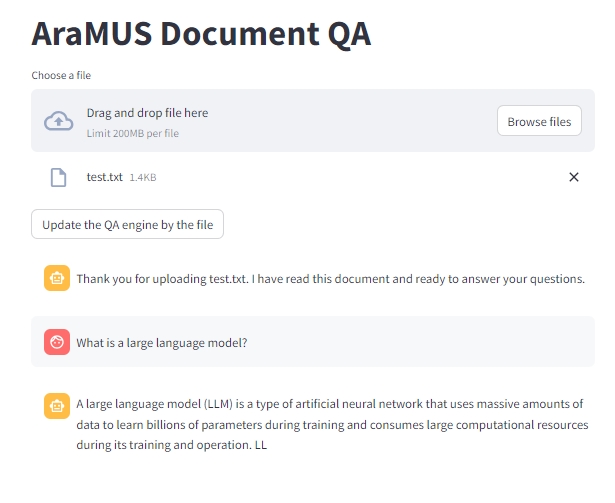 AraMUS Document QA
Choose a file
Drag and drop file here
Limit 200MB per file
Browse files
test.txt 1.4KB
Update the QA engine by the file
Thank you for uploading test.txt. I have read this document and ready to answer your questions.
What is a large language model?
A large language model (LLM) is a type of artificial neural network that uses massive amounts of
data to learn billions of parameters during training and consumes large computational resources
during its training and operation. LL